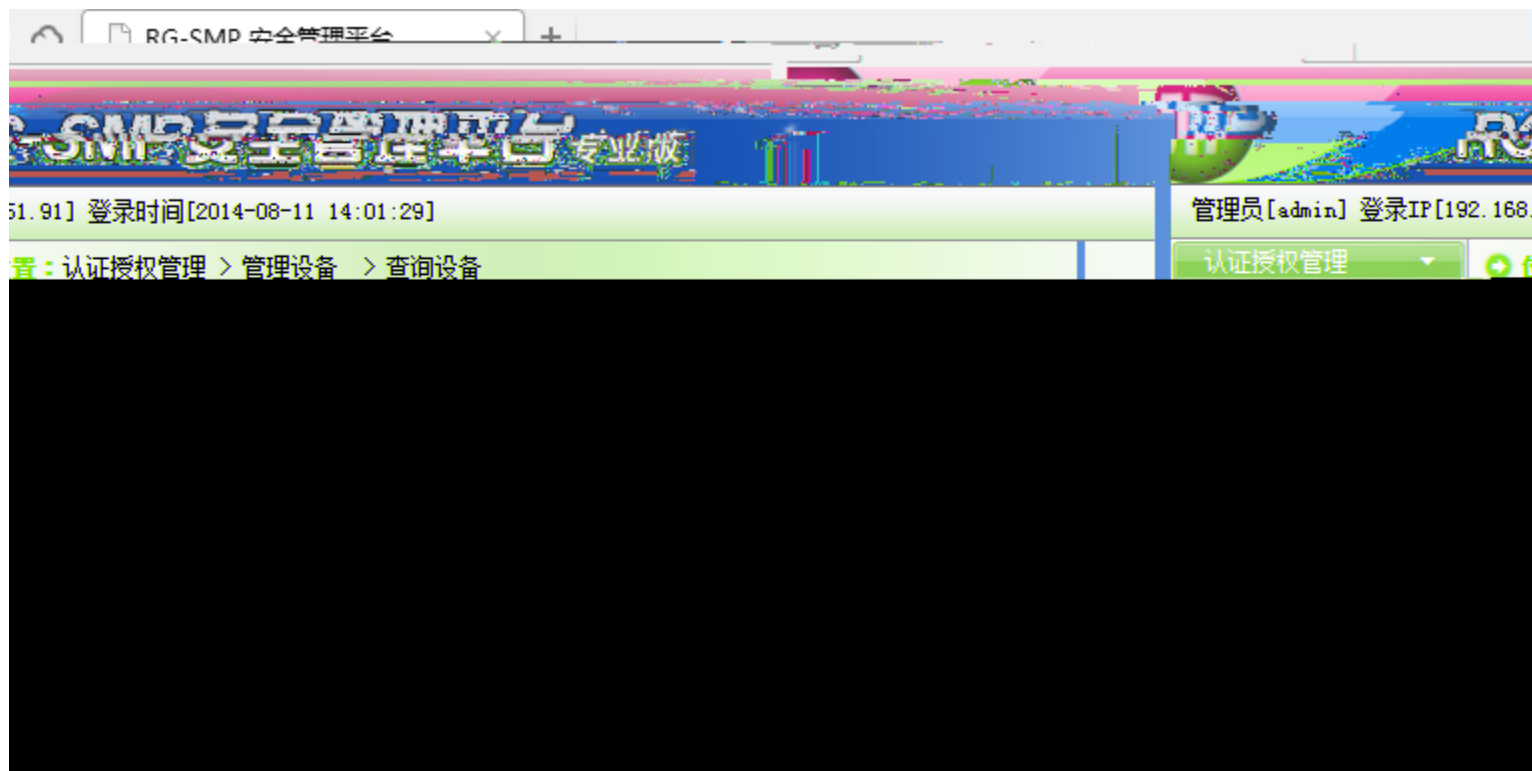 RG-SMP 安全管理平台
-SMP安全管理平台 专业版
51.91] 登录时间[2014-08-11 14:01:29]
管理员[admin] 登录IP[192.168.
置：认证授权管理 > 管理设备 > 查询设备
认证授权管理